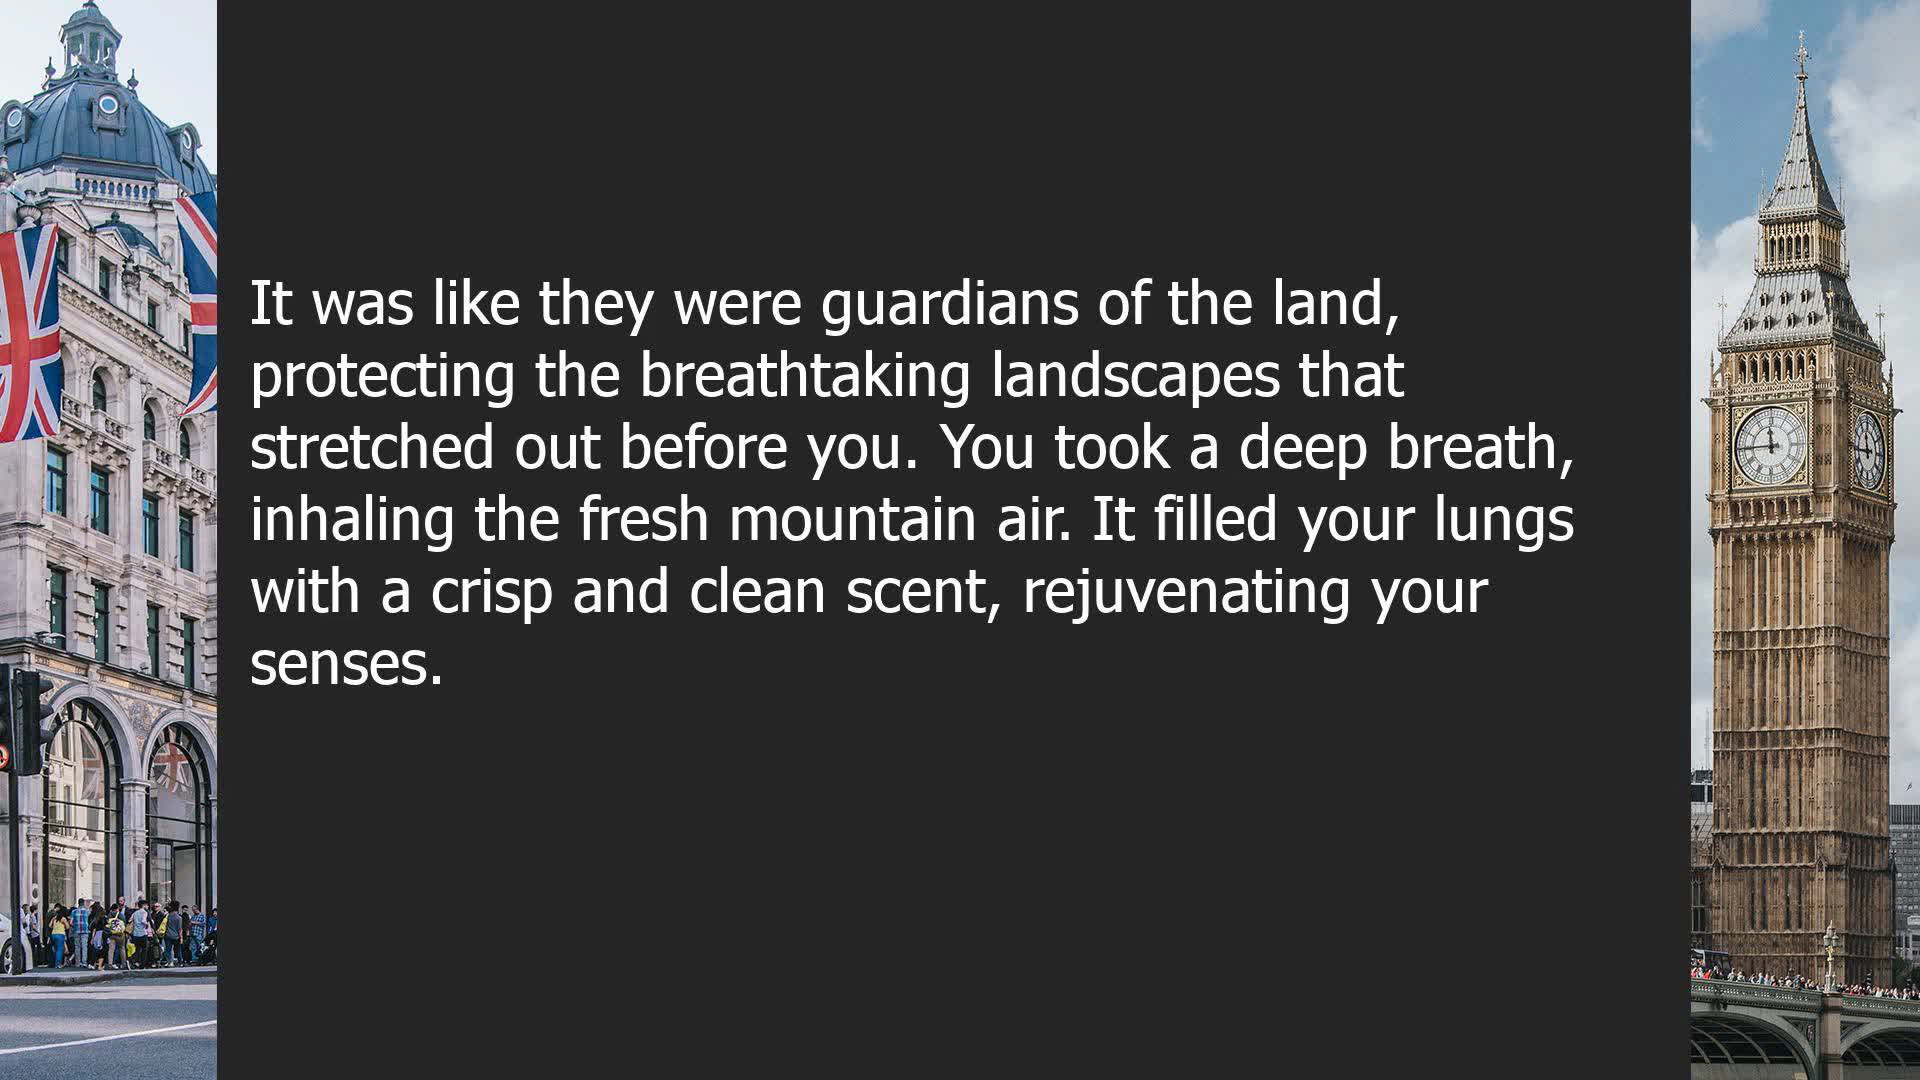 It was like they were guardians of the land,
protecting the breathtaking landscapes that
stretched out before you. You took a deep breath,
inhaling the fresh mountain air. It filled your lungs
with a crisp and clean scent, rejuvenating your
senses.